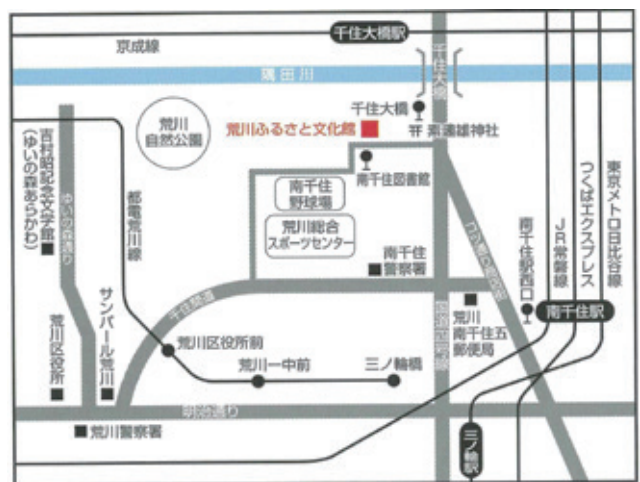 京成線
千住大橋駅
隅田川
千住大橋
千住大橋
荒川
自然公園
荒川ふるさと文化館
素盞雄神社
南千住図書館
南千住
野球場
荒川総合
スポーツセンター
南千住
警察署
吉村昭記念文学館
(ゆいの森あらかわ)
ゆいの森通り
都電荒川線
千住間道
サンパール荒川
荒川区役所
荒川区役所前
荒川一中前
三ノ輪橋
明治通り
荒川警察署
荒川
南千住五
郵便局
南千住駅西口
JR常磐線
つくばエクスプレス
東京メトロ日比谷線
南千住駅
三ノ輪駅